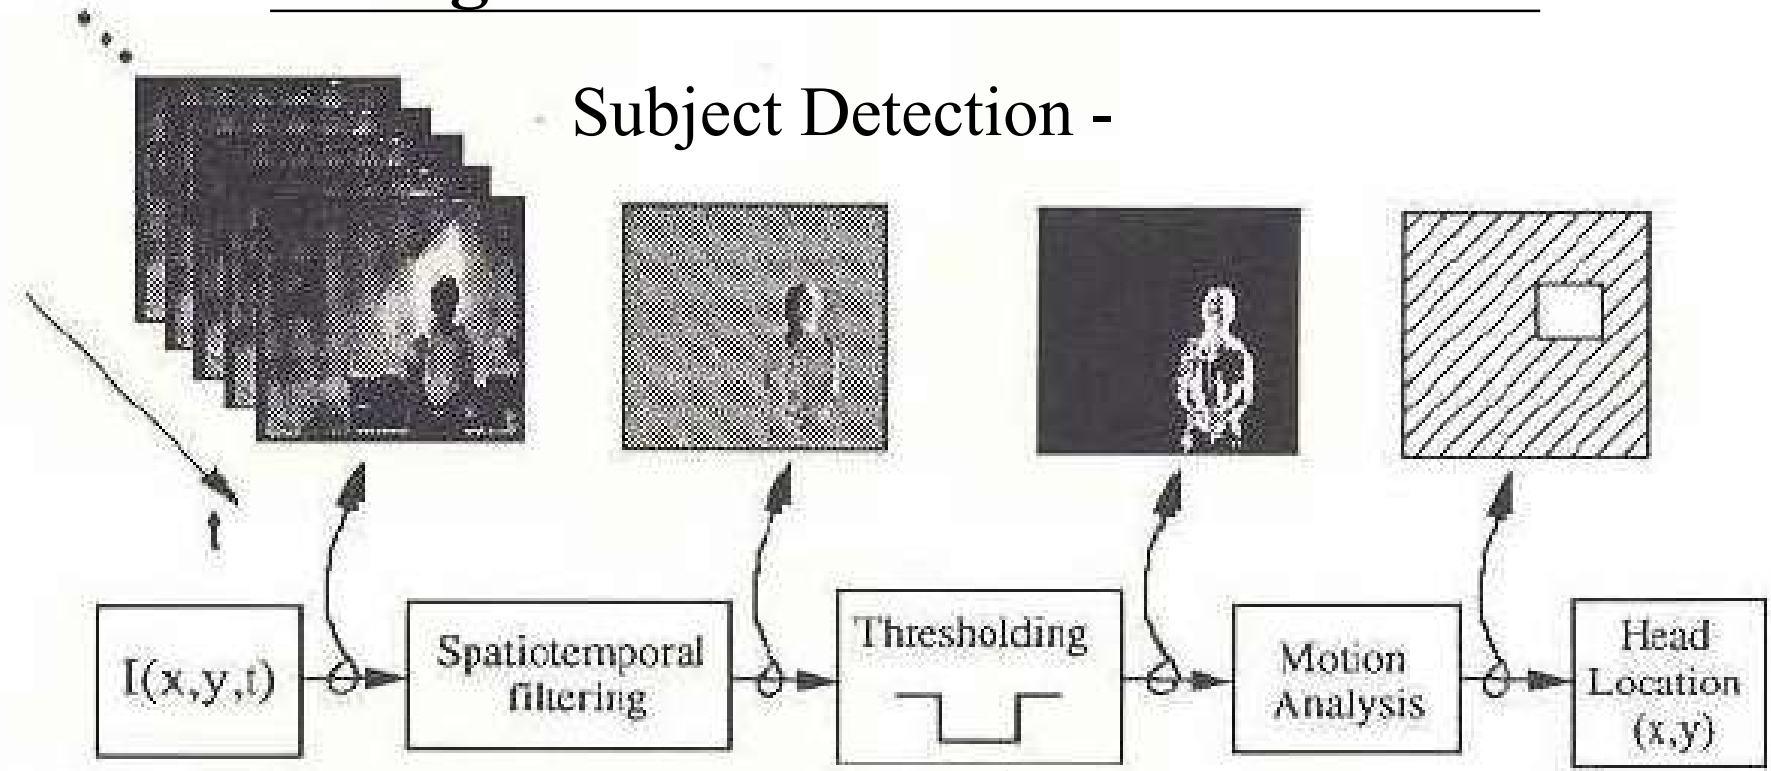 Subject Detection -
t
I(x,y,t)
Spatiotemporal
filtering
Thresholding
Motion
Analysis
Head
Location
(x,y)